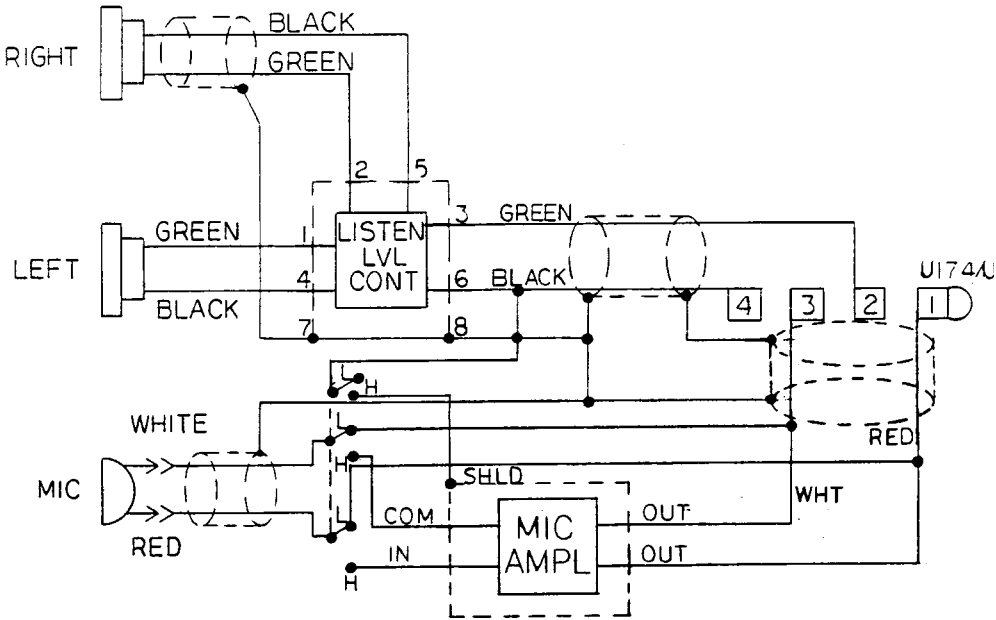 BLACK
RIGHT
GREEN
2 5
GREEN 1 LISTEN 3 GREEN
LVL
LEFT CONT U174/U
4 6 BLACK 4 3 2 1
BLACK
7 8
L
H
WHITE L
RED
H
MIC SHLD
WHT
L COM MIC OUT
RED IN AMPL OUT
H